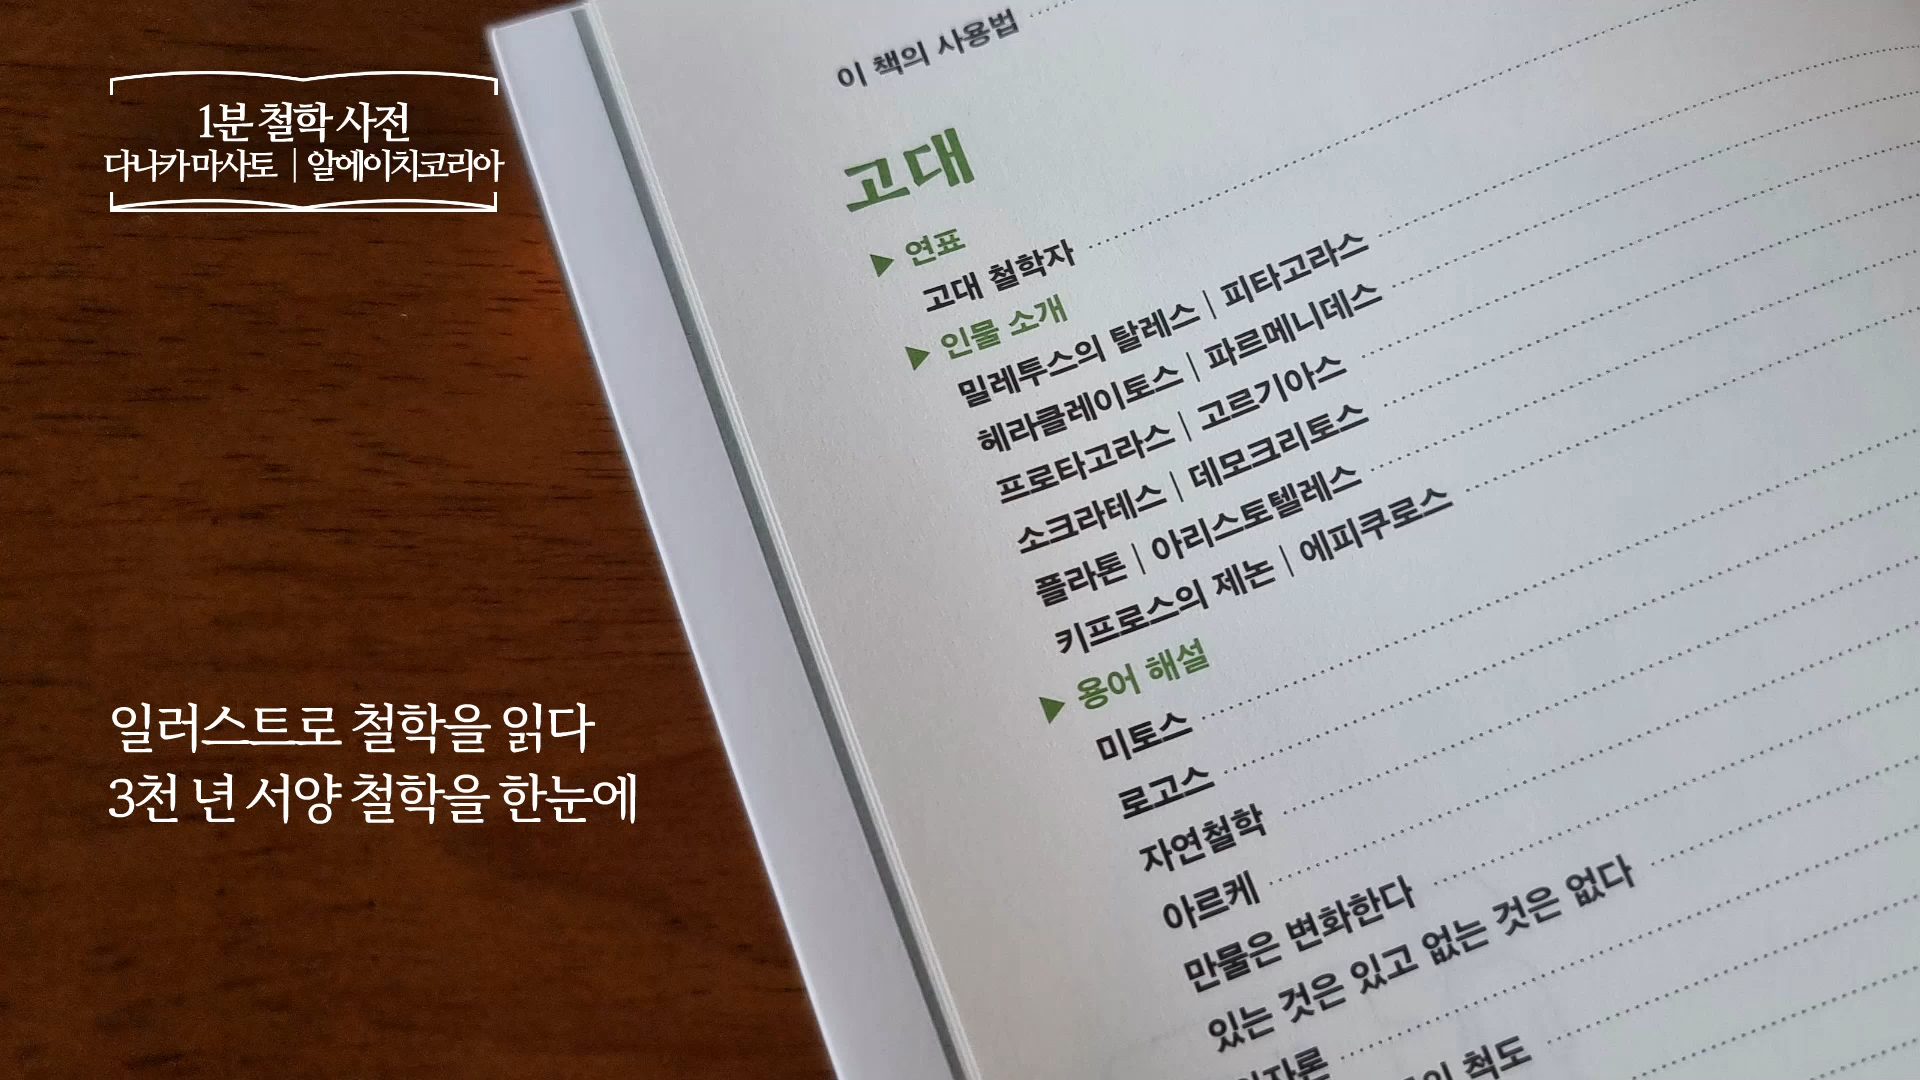 1분 철학 사전
다나카 마사토 | 알에이치코리아
일러스트로 철학을 읽다
3천 년 서양 철학을 한눈에
이 책의 사용법
고대
▶ 연표
고대 철학자
▶ 인물 소개
밀레투스의 탈레스 | 피타고라스
헤라클레이토스 | 파르메니데스
프로타고라스 | 고르기아스
소크라테스 | 데모크리토스
플라톤 | 아리스토텔레스
키프로스의 제논 | 에피쿠로스
▶ 용어 해설
미토스
로고스
자연철학
아르케
만물은 변화한다
있는 것은 있고 없는 것은 없다
척도